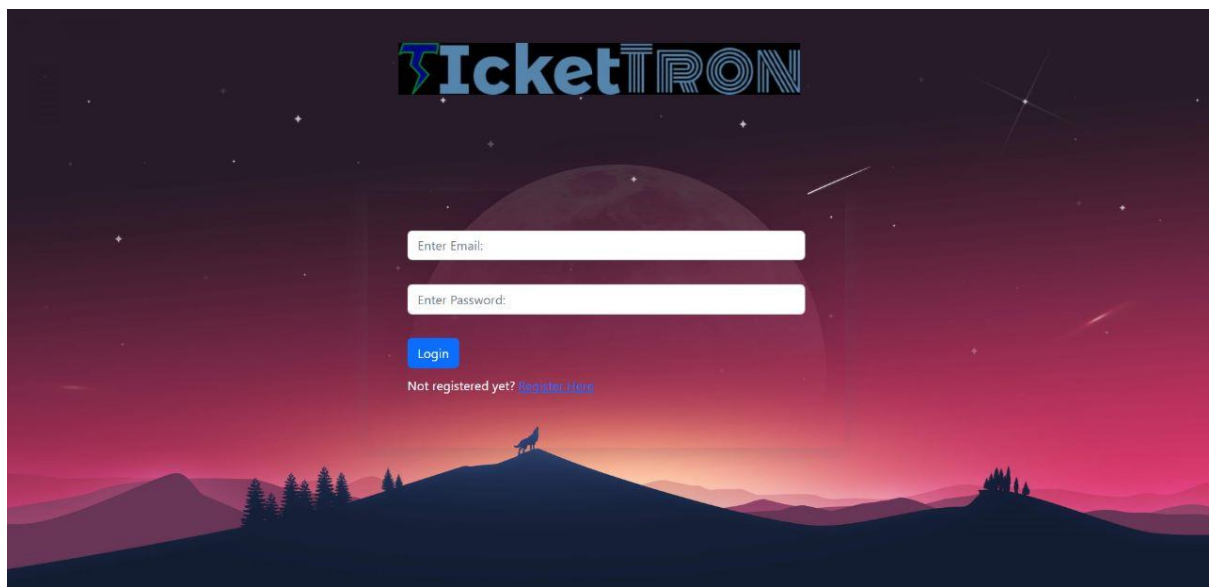 TIcketTRON
Enter Email:
Enter Password:
Login
Not registered yet? Register Here